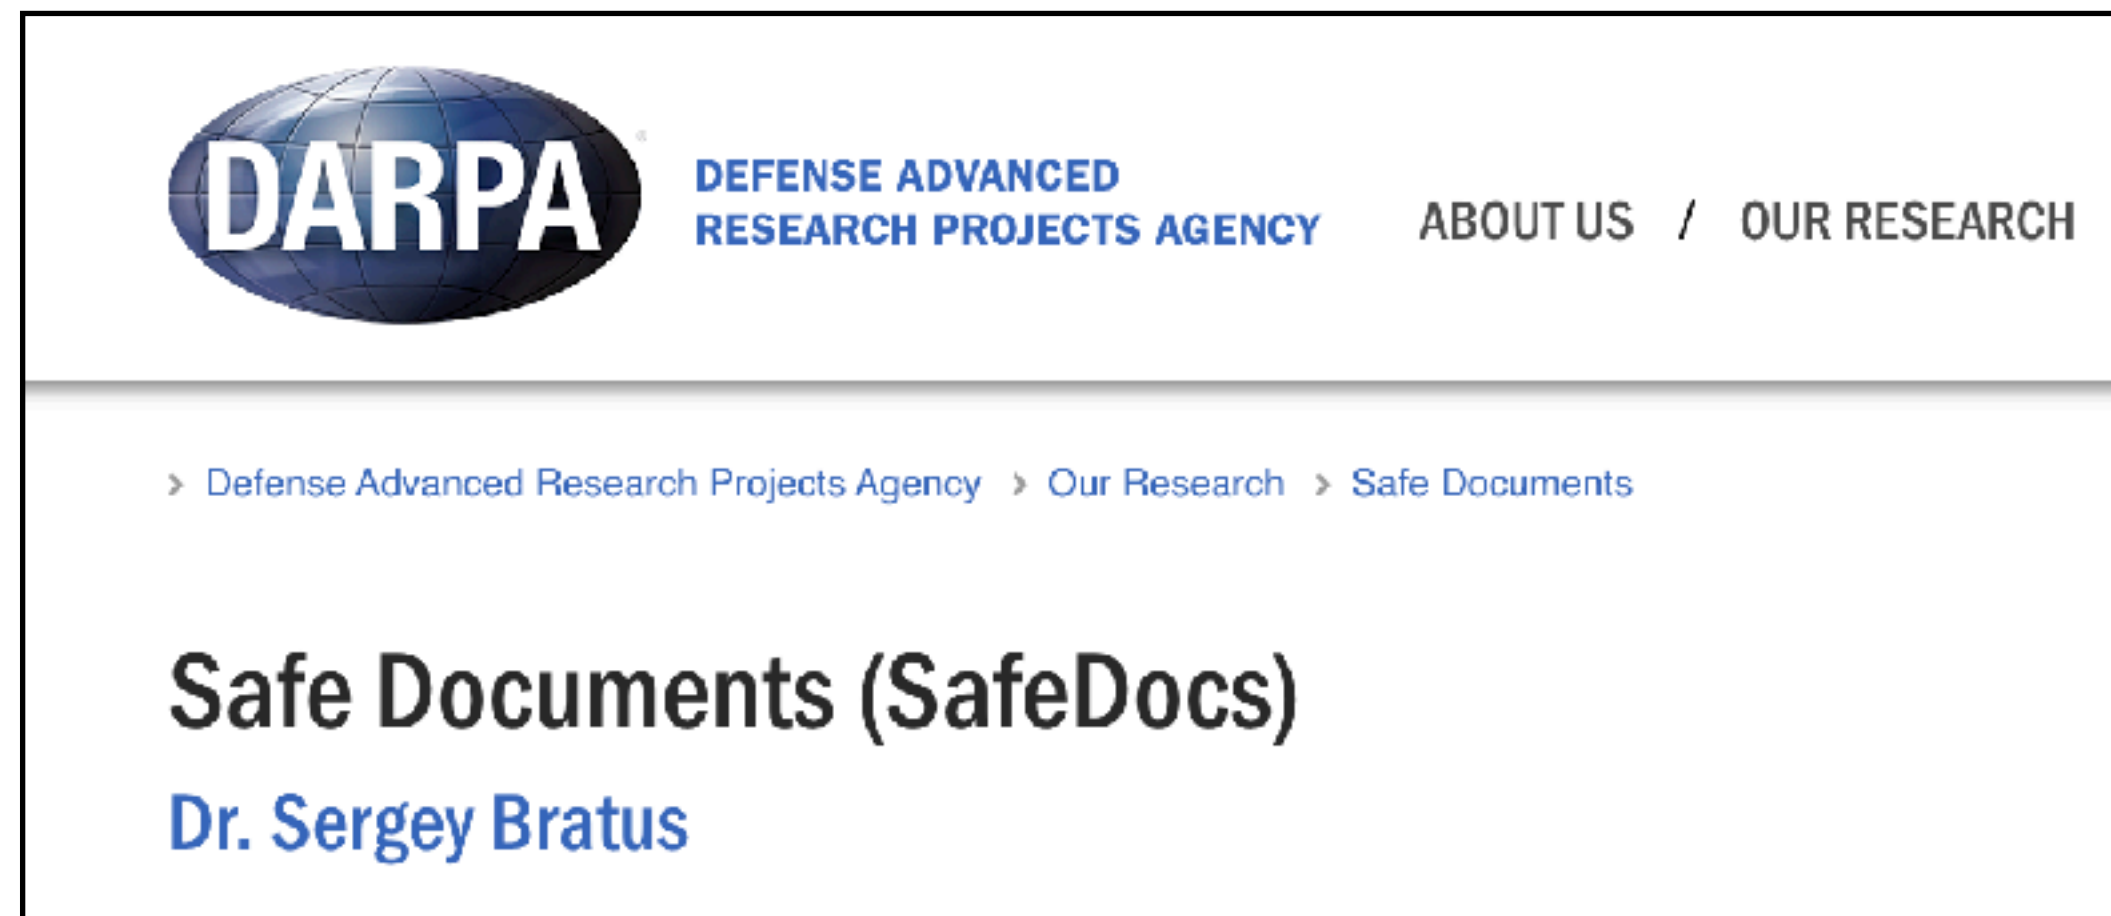 DARPA
DEFENSE ADVANCED
RESEARCH PROJECTS AGENCY
ABOUT US / OUR RESEARCH
> Defense Advanced Research Projects Agency > Our Research > Safe Documents
Safe Documents (SafeDocs)
Dr. Sergey Bratus